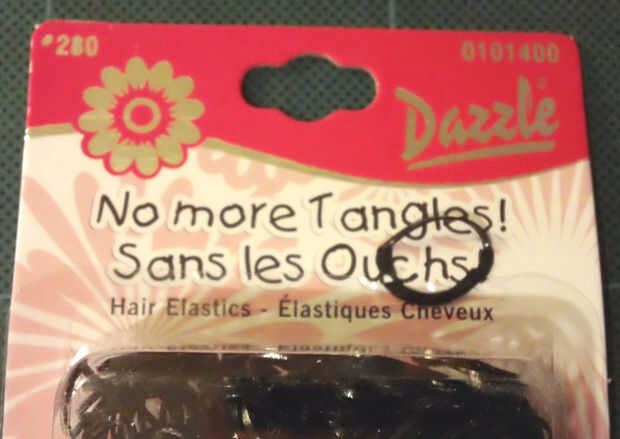 #280
0101400
Dazzle
No more Tangles!
Sans les Ouchs!
Hair Elastics - Élastiques Cheveux